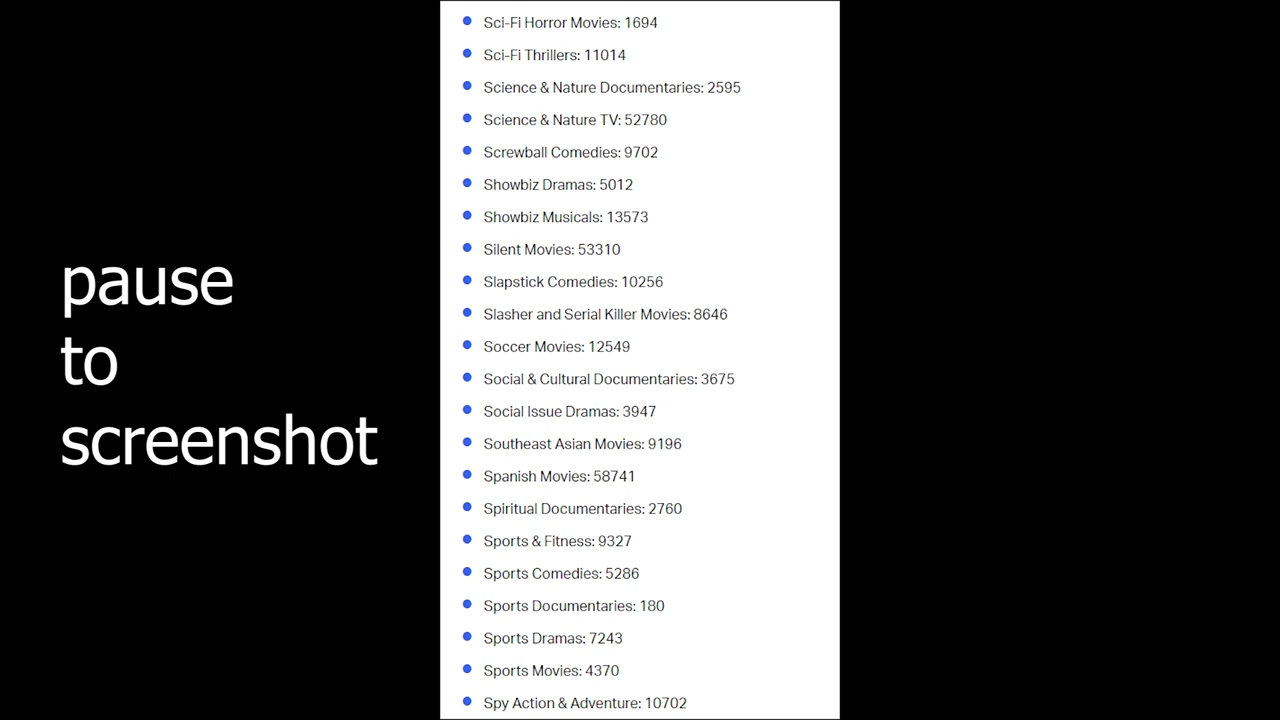 pause
to
screenshot
Sci-Fi Horror Movies: 1694
Sci-Fi Thrillers: 11014
Science & Nature Documentaries: 2595
Science & Nature TV: 52780
Screwball Comedies: 9702
Showbiz Dramas: 5012
Showbiz Musicals: 13573
Silent Movies: 53310
Slapstick Comedies: 10256
Slasher and Serial Killer Movies: 8646
Soccer Movies: 12549
Social & Cultural Documentaries: 3675
Social Issue Dramas: 3947
Southeast Asian Movies: 9196
Spanish Movies: 58741
Spiritual Documentaries: 2760
Sports & Fitness: 9327
Sports Comedies: 5286
Sports Documentaries: 180
Sports Dramas: 7243
Sports Movies: 4370
Spy Action & Adventure: 10702